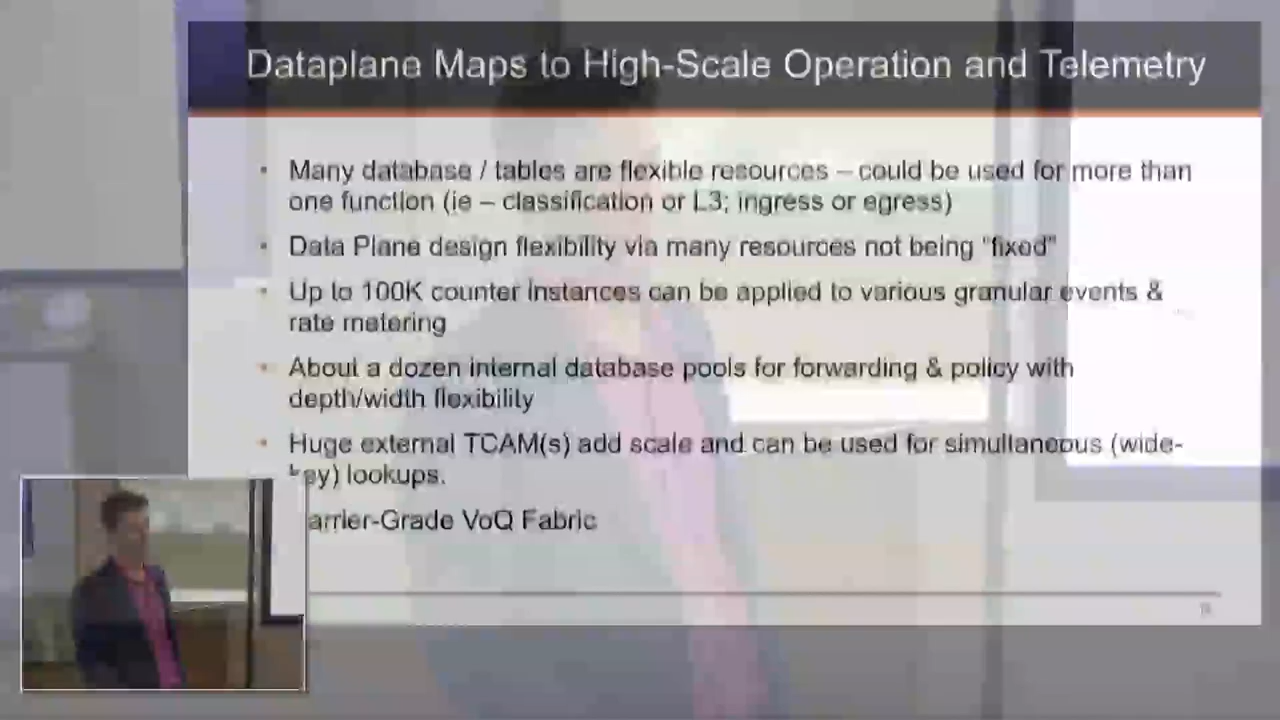 Dataplane Maps to High-Scale Operation and Telemetry
• Many database / tables are flexible resources – could be used for more than
one function (ie – classification or L3; ingress or egress)
• Data Plane design flexibility via many resources not being "fixed"
• Up to 100K counter instances can be applied to various granular events &
rate metering
• About a dozen internal database pools for forwarding & policy with
depth/width flexibility
• Huge external TCAM(s) add scale and can be used for simultaneous (wide-
key) lookups.
arrier-Grade VoQ Fabric